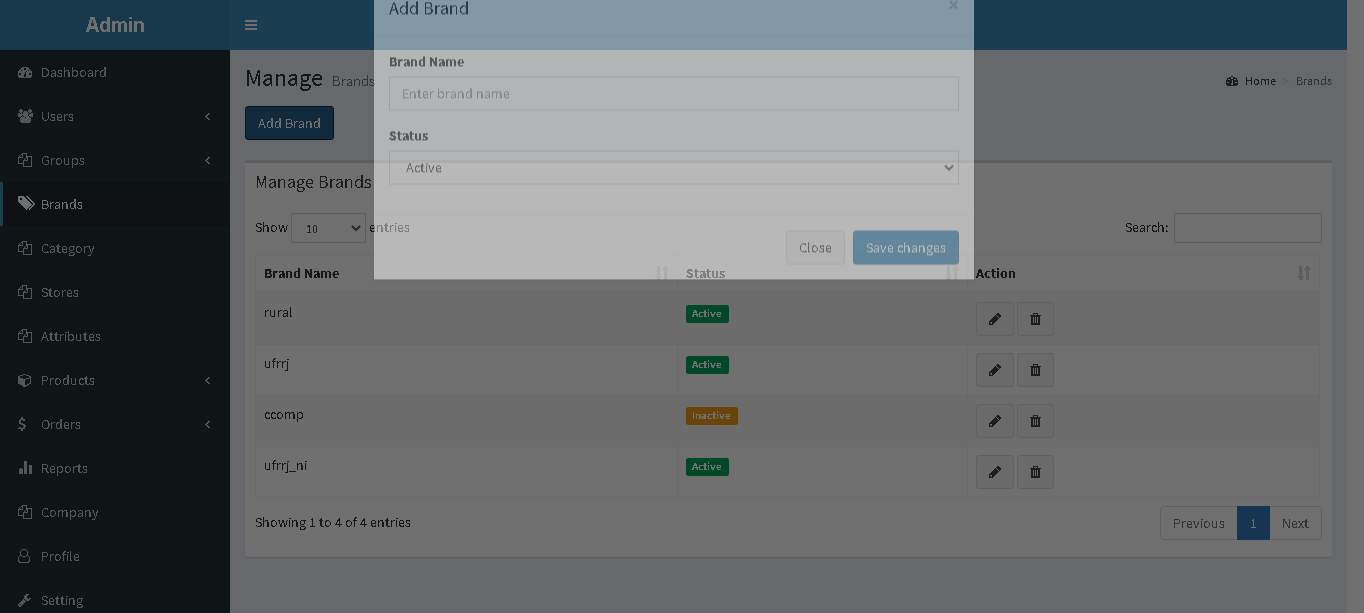 Admin
Add Brand ×
Dashboard
Users
Groups
Brands
Category
Stores
Attributes
Products
Orders
Reports
Company
Profile
Setting
Manage Brands
Home > Brands
Add Brand
Brand Name
Enter brand name
Status
Active
Close Save changes
Manage Brands
Show 10 entries
Search:
Brand Name Status Action
rural Active
ufrrj Active
ccomp Inactive
ufrrj_ni Active
Showing 1 to 4 of 4 entries
Previous 1 Next